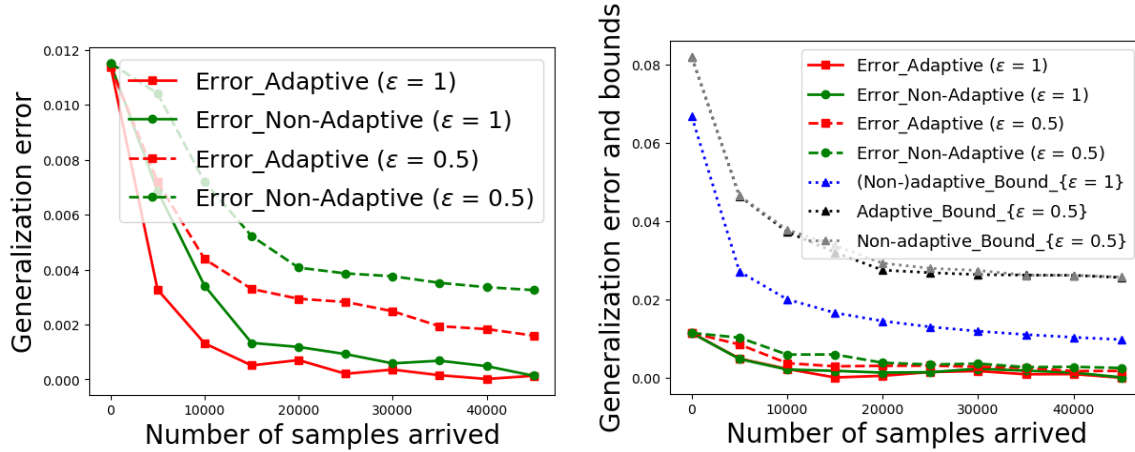 Generalization error
0.012
0.010
0.008
0.006
0.004
0.002
0.000
Error_Adaptive (ε = 1)
Error_Non-Adaptive (ε = 1)
Error_Adaptive (ε = 0.5)
Error_Non-Adaptive (ε = 0.5)
0 10000 20000 30000 40000
Number of samples arrived
Generalization error and bounds
0.08
0.06
0.04
0.02
0.00
Error_Adaptive (ε = 1)
Error_Non-Adaptive (ε = 1)
Error_Adaptive (ε = 0.5)
Error_Non-Adaptive (ε = 0.5)
(Non-)adaptive_Bound_{ε = 1}
Adaptive_Bound_{ε = 0.5}
Non-adaptive_Bound_{ε = 0.5}
0 10000 20000 30000 40000
Number of samples arrived